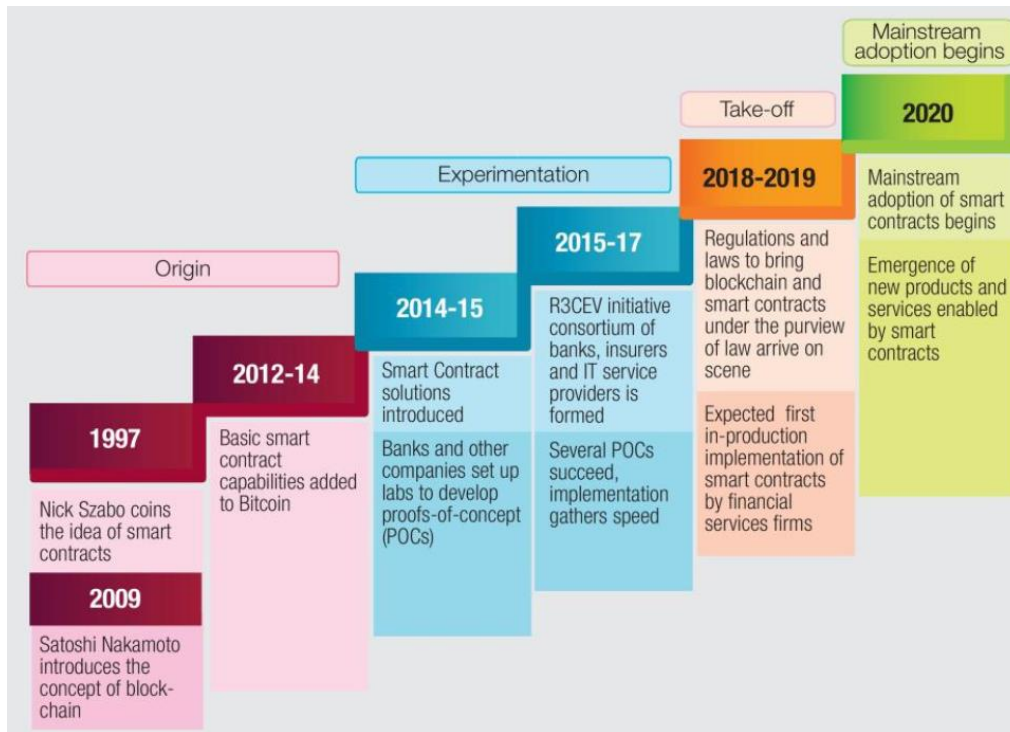 Origin
1997
Nick Szabo coins
the idea of smart
contracts
2009
Satoshi Nakamoto
introduces the
concept of block-
chain
2012-14
Basic smart
contract
capabilities added
to Bitcoin
Experimentation
2014-15
Smart Contract
solutions
introduced
Banks and other
companies set up
labs to develop
proofs-of-concept
(POCs)
2015-17
R3CEV initiative
consortium of
banks, insurers
and IT service
providers is
formed
Several POCs
succeed,
implementation
gathers speed
Take-off
2018-2019
Regulations and
laws to bring
blockchain and
smart contracts
under the purview
of law arrive on
scene
Expected first
in-production
implementation of
smart contracts
by financial
services firms
Mainstream
adoption begins
2020
Mainstream
adoption of smart
contracts begins
Emergence of
new products and
services enabled
by smart
contracts